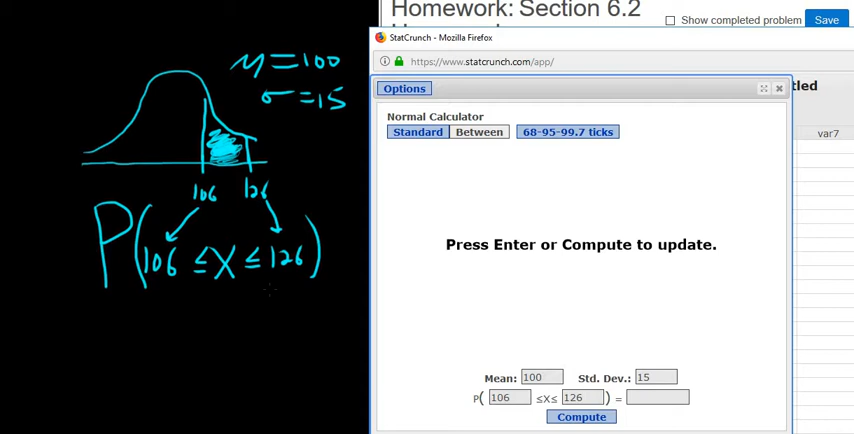 Homework: Section 6.2
Show completed problem
Save
StatCrunch - Mozilla Firefox
https://www.statcrunch.com/app/
Options
tled
var7
Normal Calculator
Standard Between 68-95-99.7 ticks
Press Enter or Compute to update.
Mean: 100 Std. Dev.: 15
P( 106 ≤X≤ 126 ) =
Compute
μ = 100
σ = 15
106 126
P(106 ≤ X ≤ 126)